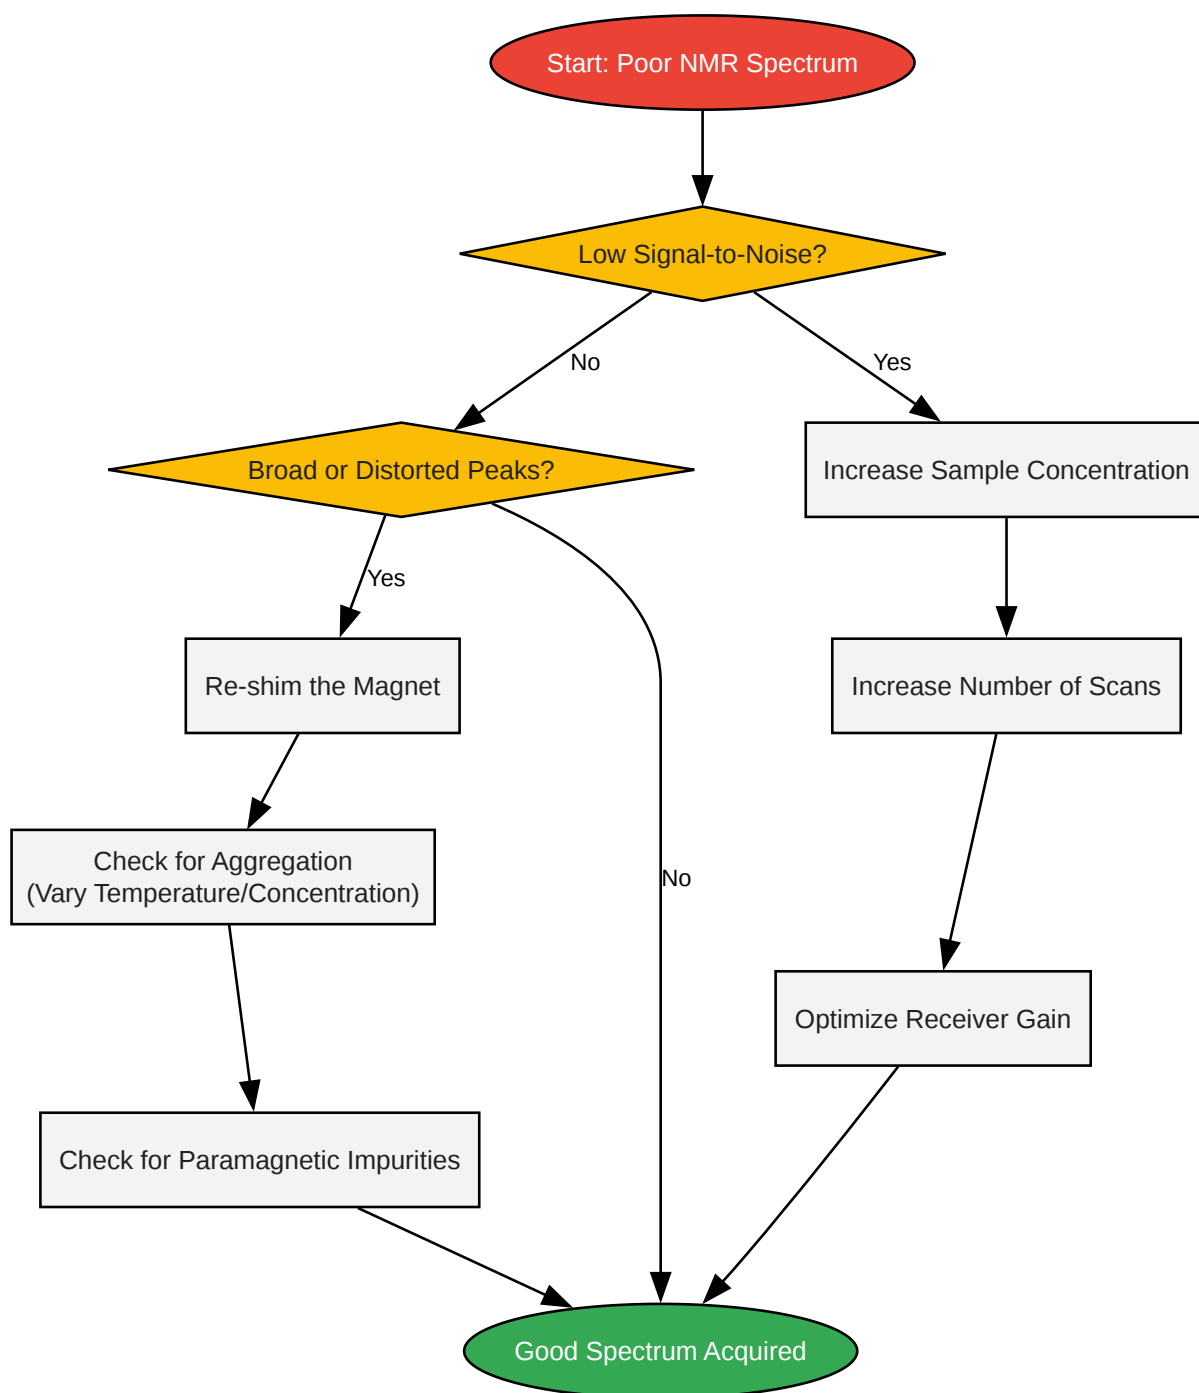 Start: Poor NMR Spectrum
Low Signal-to-Noise?
No
Yes
Broad or Distorted Peaks?
Increase Sample Concentration
Yes
Re-shim the Magnet
Increase Number of Scans
Check for Aggregation
(Vary Temperature/Concentration)
No
Optimize Receiver Gain
Check for Paramagnetic Impurities
Good Spectrum Acquired